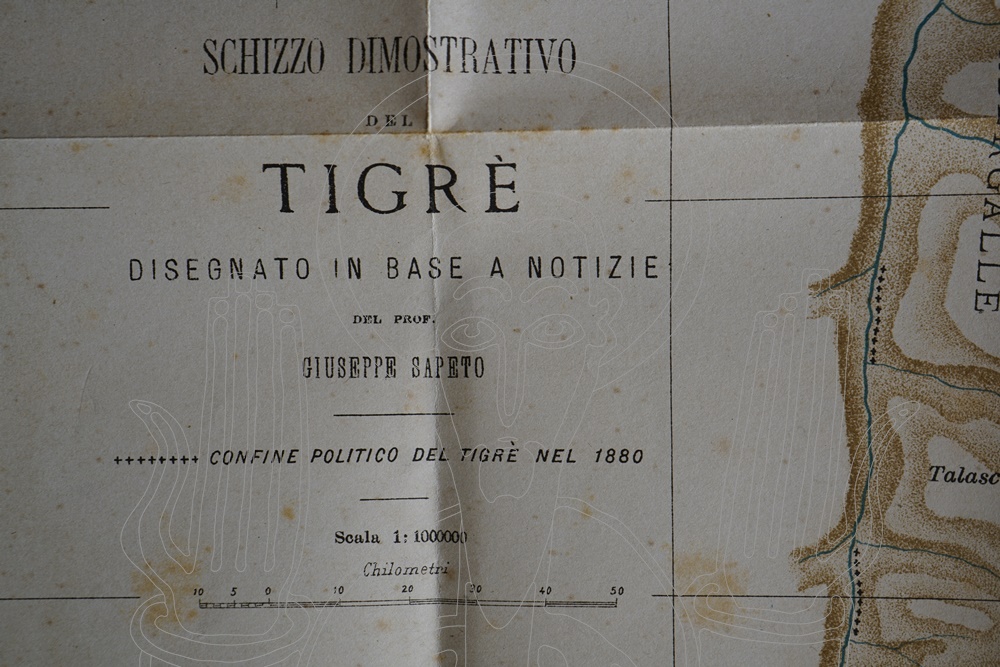 SCHIZZO DIMOSTRATIVO
DEL
TIGRÈ
DISEGNATO IN BASE A NOTIZIE
DEL PROF.
GIUSEPPE SAPETO
++++++++ CONFINE POLITICO DEL TIGRÈ NEL 1880
Scala 1:1000000
Chilometri
10 5 0 10 20 30 40 50
GALLE
Talasc